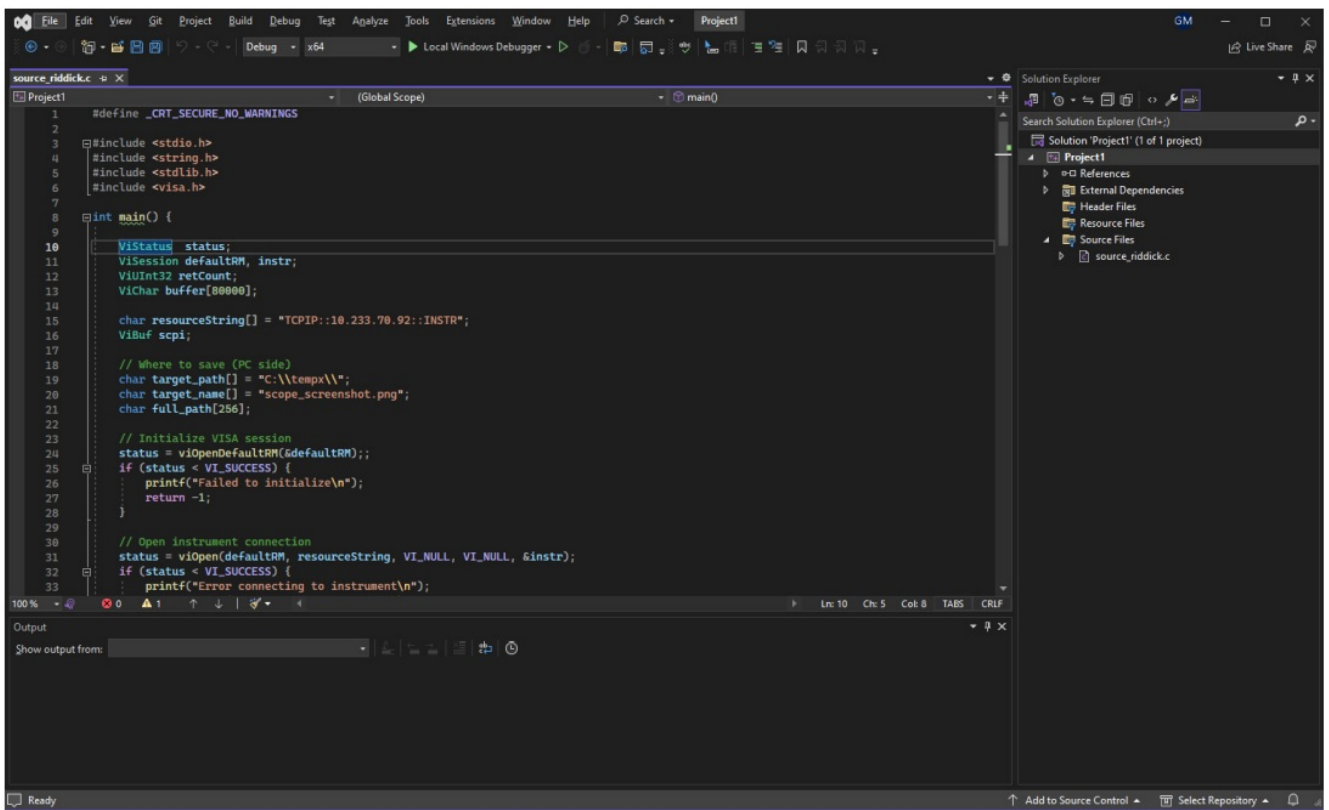 File Edit View Git Project Build Debug Test Analyze Tools Extensions Window Help Search Project1 GM
Debug x64 Local Windows Debugger Live Share
source_riddick.c
Project1 (Global Scope) main()
1 #define _CRT_SECURE_NO_WARNINGS
2
3 #include <stdio.h>
4 #include <string.h>
5 #include <stdlib.h>
6 #include <visa.h>
7
8 int main() {
9
10 ViStatus  status;
11 ViSession defaultRM, instr;
12 ViUInt32 retCount;
13 ViChar buffer[80000];
14
15 char resourceString[] = "TCPIP::10.233.70.92::INSTR";
16 ViBuf scpi;
17
18 // Where to save (PC side)
19 char target_path[] = "C:\\tempx\\";
20 char target_name[] = "scope_screenshot.png";
21 char full_path[256];
22
23 // Initialize VISA session
24 status = viOpenDefaultRM(&defaultRM);;
25 if (status < VI_SUCCESS) {
26 printf("Failed to initialize\n");
27 return -1;
28 }
29
30 // Open instrument connection
31 status = viOpen(defaultRM, resourceString, VI_NULL, VI_NULL, &instr);
32 if (status < VI_SUCCESS) {
33 printf("Error connecting to instrument\n");
100 % 0 1 Ln: 10 Ch: 5 Col: 8 TABS CRLF
Output
Show output from:
Solution Explorer
Search Solution Explorer (Ctrl+;)
Solution 'Project1' (1 of 1 project)
Project1
References
External Dependencies
Header Files
Resource Files
Source Files
source_riddick.c
Ready Add to Source Control Select Repository